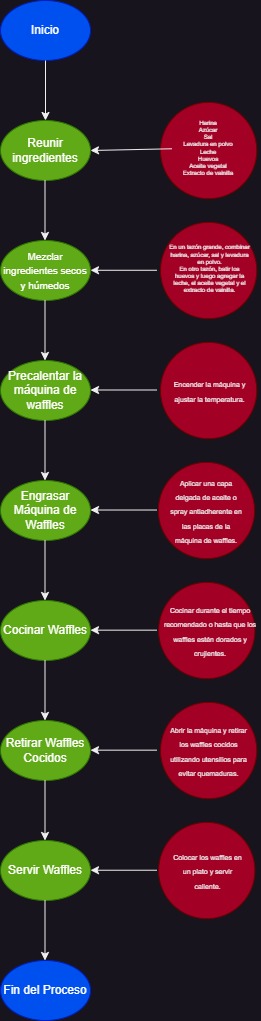 Inicio
Reunir
ingredientes
Harina
Azúcar
Sal
Levadura en polvo
Leche
Huevos
Aceite vegetal
Extracto de vainilla
Mezclar
ingredientes secos
y húmedos
En un tazón grande, combinar
harina, azúcar, sal y levadura
en polvo.
En otro tazón, batir los
huevos y luego agregar la
leche, el aceite vegetal y el
extracto de vainilla.
Precalentar la
máquina de
waffles
Encender la máquina y
ajustar la temperatura.
Engrasar
Máquina de
Waffles
Aplicar una capa
delgada de aceite o
spray antiadherente en
las placas de la
máquina de waffles.
Cocinar Waffles
Cocinar durante el tiempo
recomendado o hasta que los
waffles estén dorados y
crujientes.
Retirar Waffles
Cocidos
Abrir la máquina y retirar
los waffles cocidos
utilizando utensilios para
evitar quemaduras.
Servir Waffles
Colocar los waffles en
un plato y servir
caliente.
Fin del Proceso